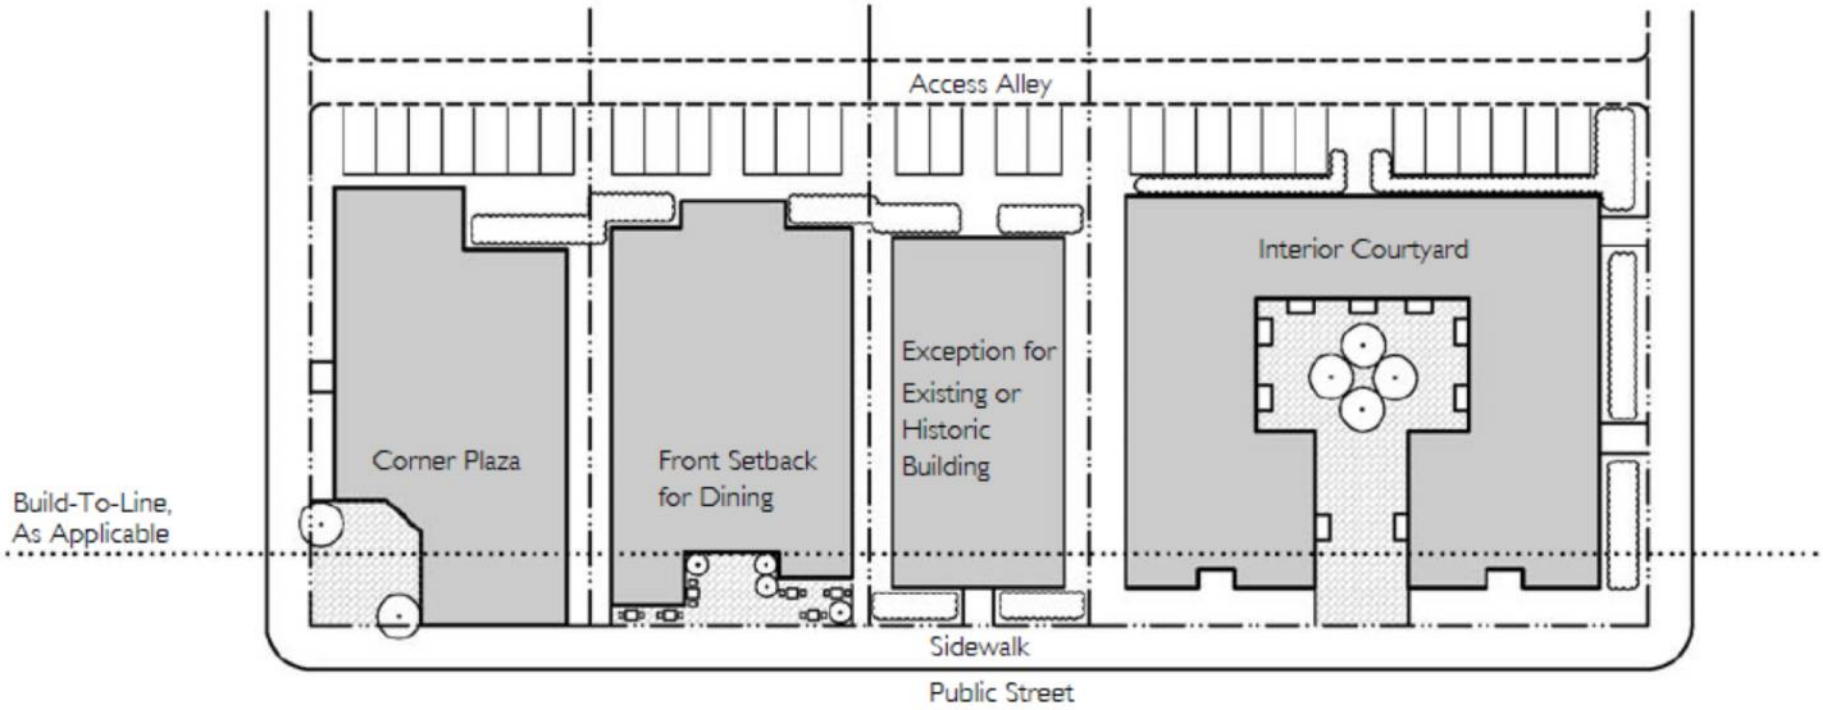 Access Alley
Interior Courtyard
Exception for
Existing or
Historic
Building
Corner Plaza
Front Setback
for Dining
Build-To-Line,
As Applicable
Sidewalk
Public Street